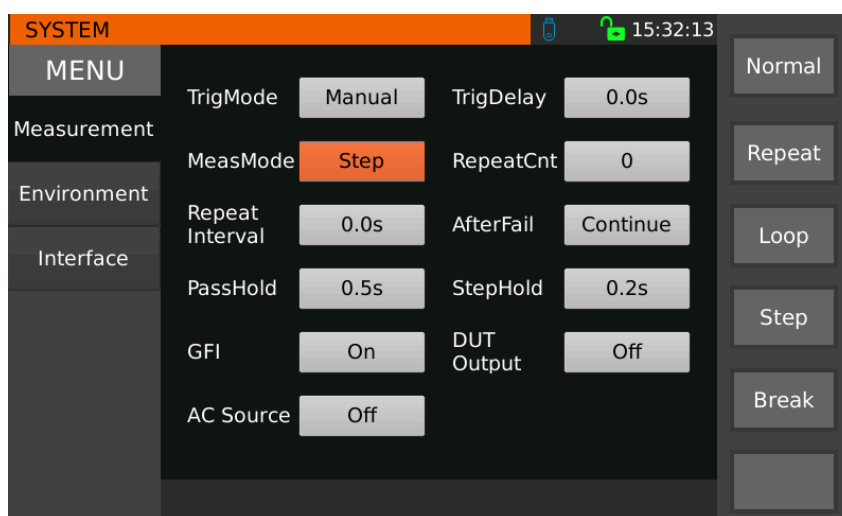 SYSTEM
15:32:13
MENU
Measurement
Environment
Interface
TrigMode
Manual
TrigDelay
0.0s
MeasMode
Step
RepeatCnt
0
Repeat
Interval
0.0s
AfterFail
Continue
PassHold
0.5s
StepHold
0.2s
GFI
On
DUT
Output
Off
AC Source
Off
Normal
Repeat
Loop
Step
Break